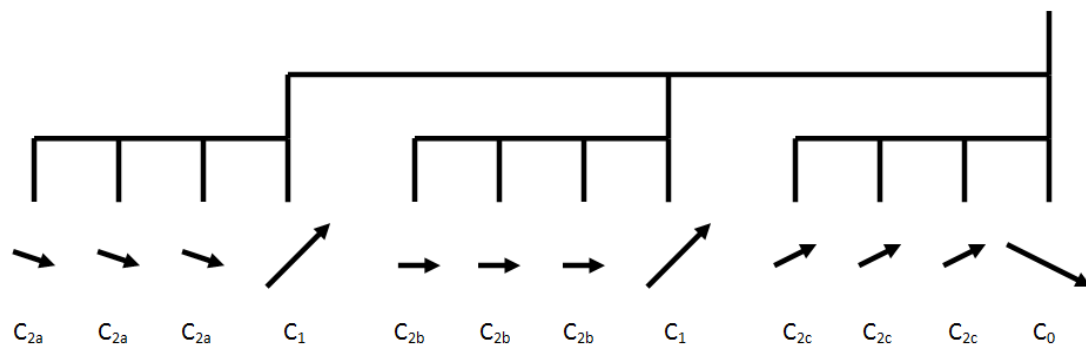 C₂ₐ C₂ₐ C₂ₐ C₁ C₂b C₂b C₂b C₁ C₂c C₂c C₂c C₀